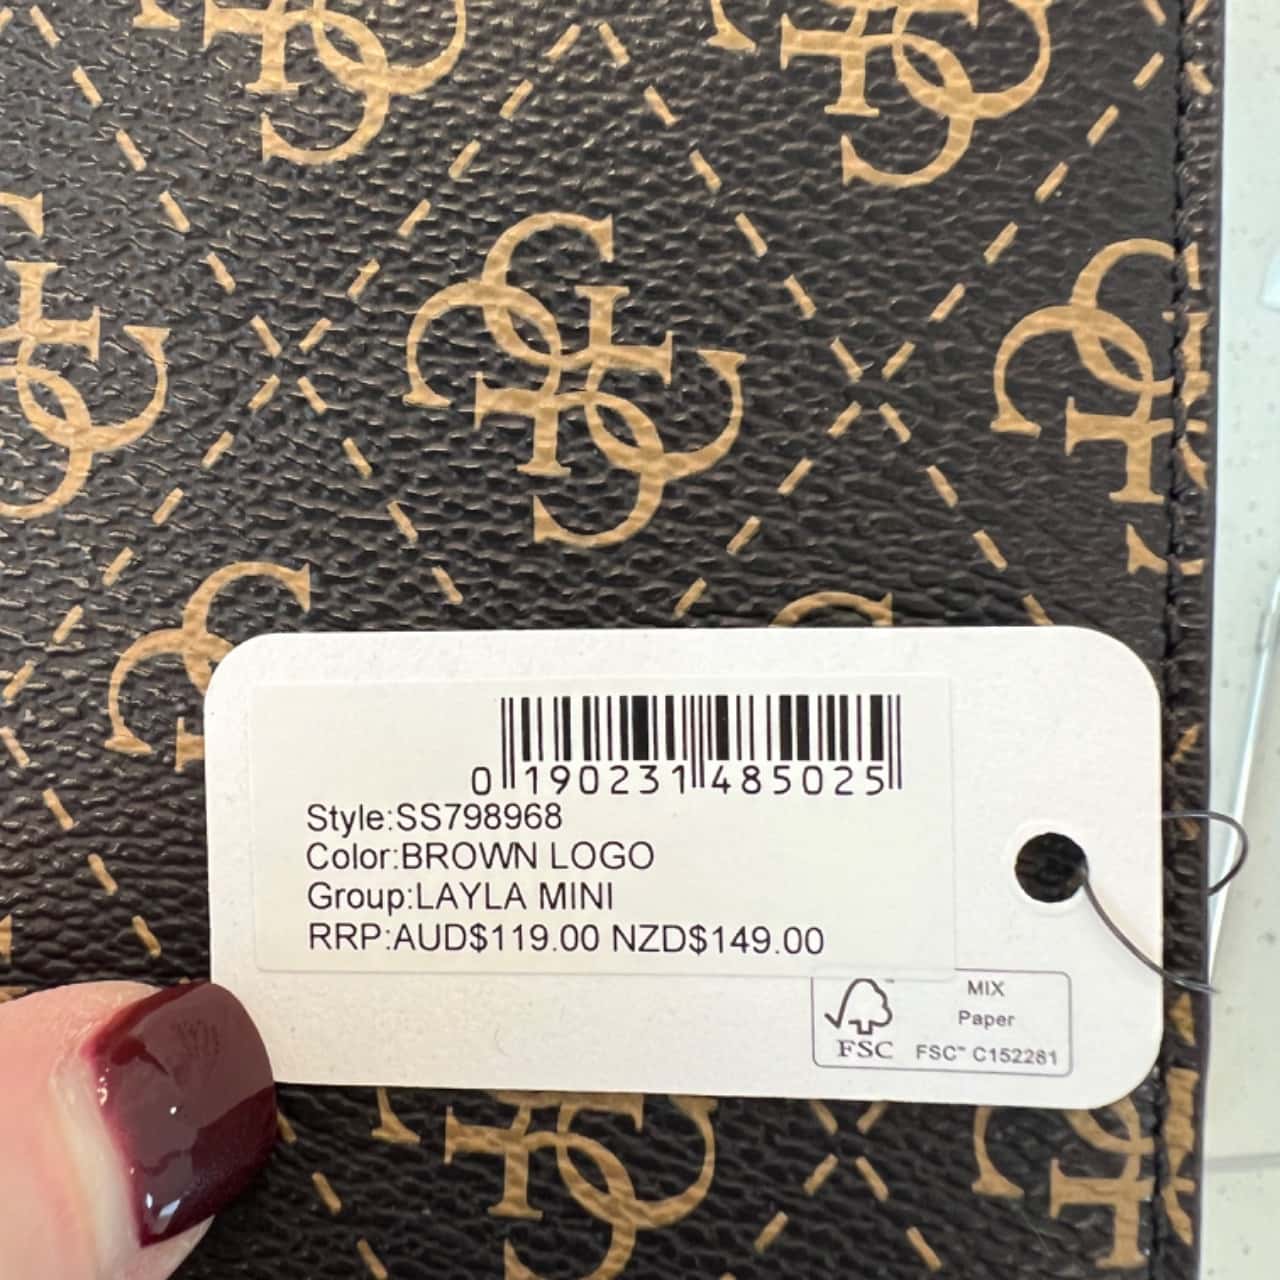 0 190231 485025
Style:SS798968
Color:BROWN LOGO
Group:LAYLA MINI
RRP:AUD$119.00 NZD$149.00
MIX
Paper
FSC FSC™ C152281